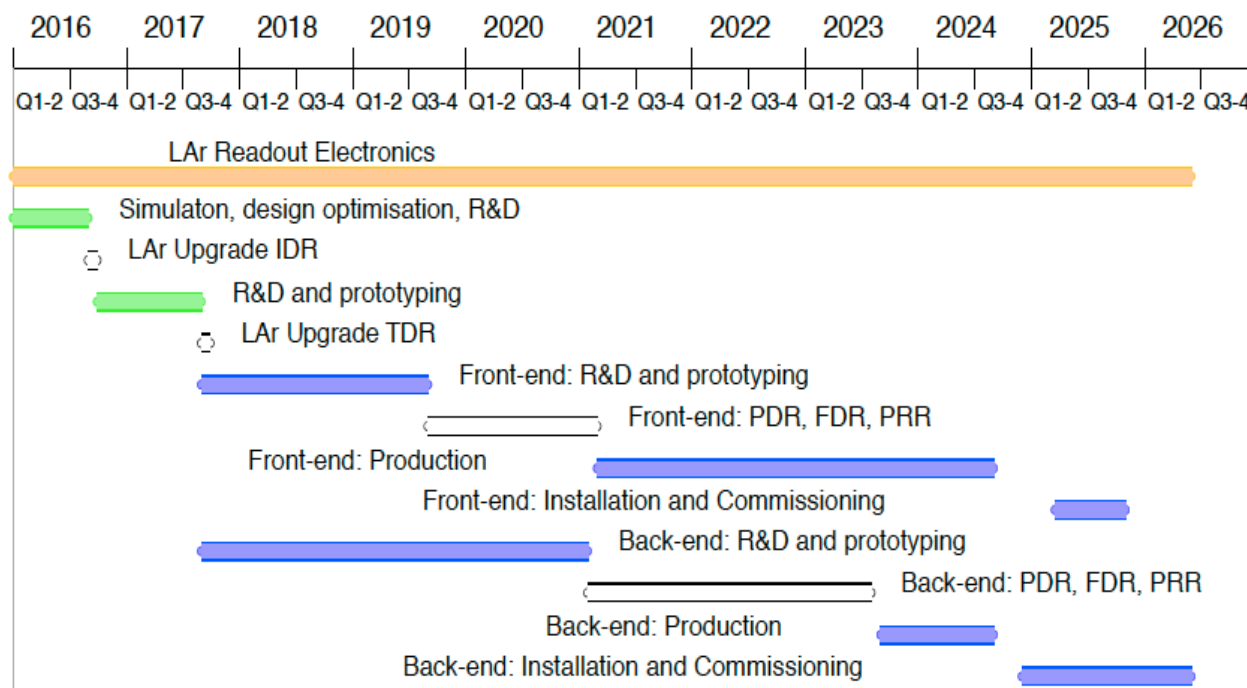 2016 2017 2018 2019 2020 2021 2022 2023 2024 2025 2026
Q1-2 Q3-4 Q1-2 Q3-4 Q1-2 Q3-4 Q1-2 Q3-4 Q1-2 Q3-4 Q1-2 Q3-4 Q1-2 Q3-4 Q1-2 Q3-4 Q1-2 Q3-4 Q1-2 Q3-4 Q1-2 Q3-4
LAr Readout Electronics
Simulaton, design optimisation, R&D
LAr Upgrade IDR
R&D and prototyping
LAr Upgrade TDR
Front-end: R&D and prototyping
Front-end: PDR, FDR, PRR
Front-end: Production
Front-end: Installation and Commissioning
Back-end: R&D and prototyping
Back-end: PDR, FDR, PRR
Back-end: Production
Back-end: Installation and Commissioning